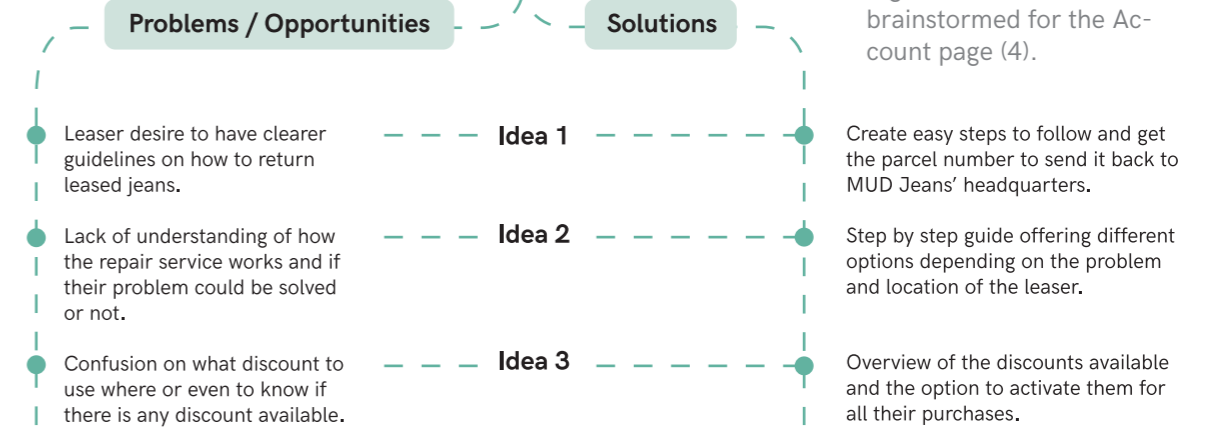 Problems / Opportunities
Solutions
brainstormed for the Ac-
count page (4).
Leaser desire to have clearer
guidelines on how to return
leased jeans.
Idea 1
Create easy steps to follow and get
the parcel number to send it back to
MUD Jeans’ headquarters.
Lack of understanding of how
the repair service works and if
their problem could be solved
or not.
Idea 2
Step by step guide offering different
options depending on the problem
and location of the leaser.
Confusion on what discount to
use where or even to know if
there is any discount available.
Idea 3
Overview of the discounts available
and the option to activate them for
all their purchases.